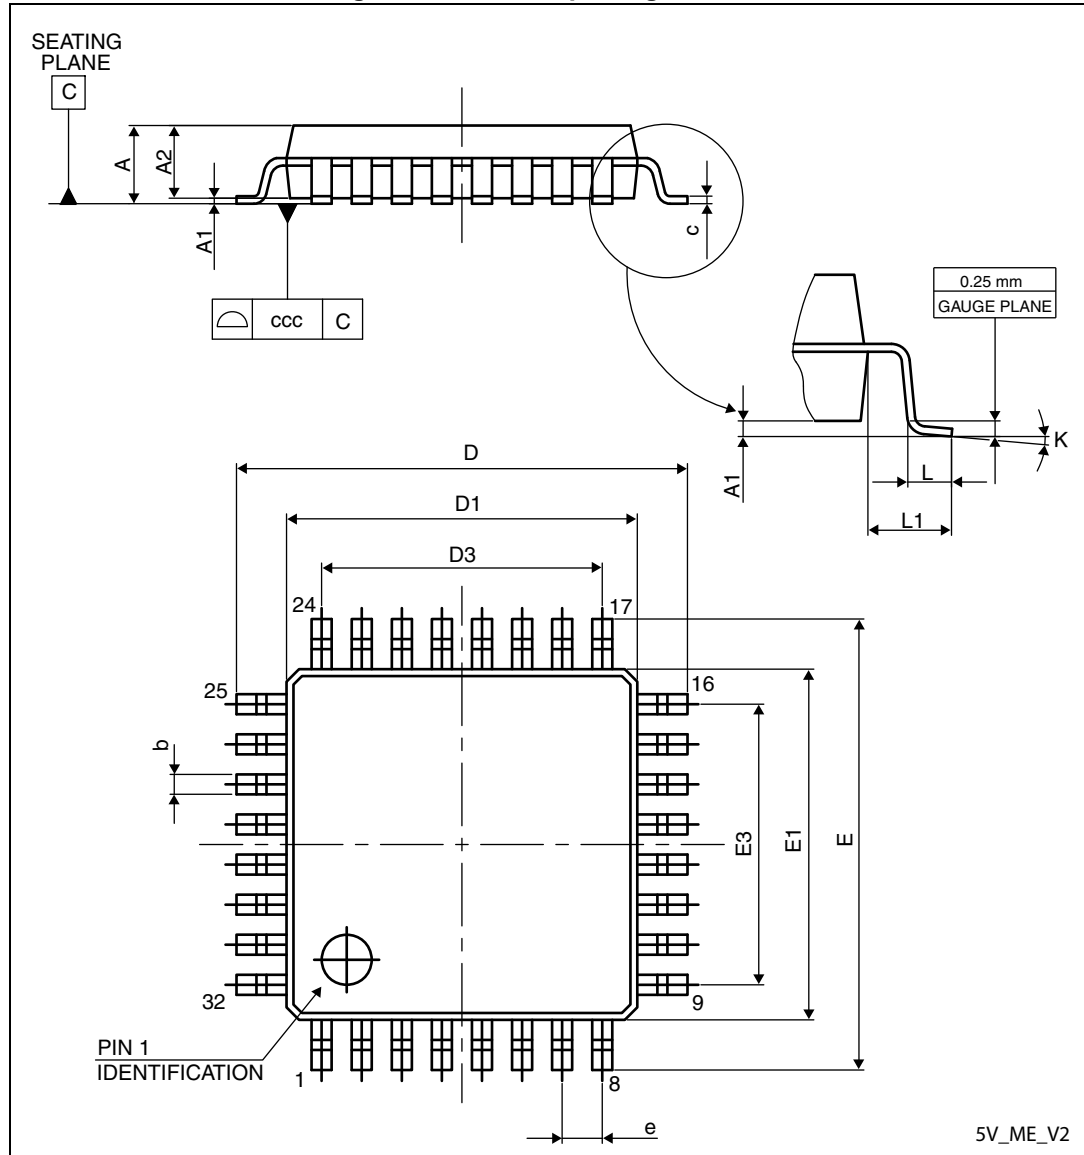 SEATING
PLANE
C
A
A2
A1
c
ccc
C
0.25 mm
GAUGE PLANE
K
A1
L
L1
D
D1
D3
24
17
25
16
b
E3
E1
E
32
9
PIN 1
IDENTIFICATION
1
8
e
5V_ME_V2